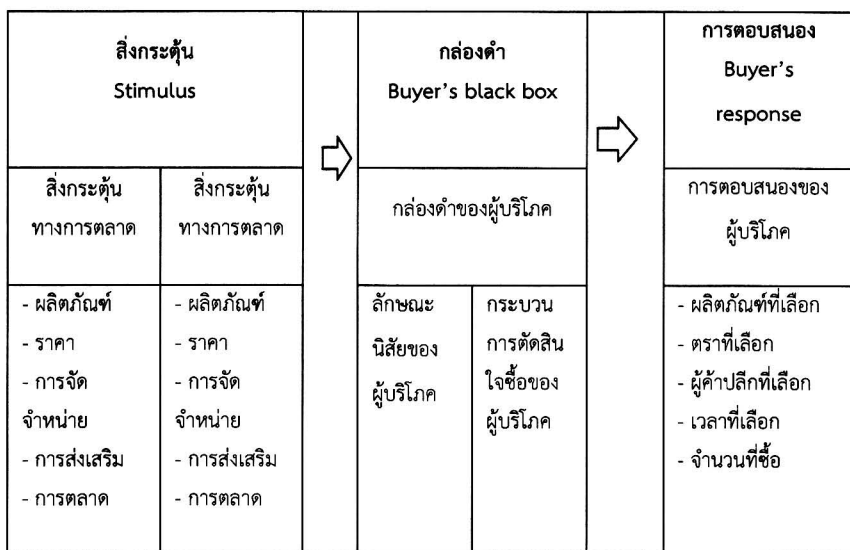 สิ่งกระตุ้น
Stimulus
กล่องดำ
Buyer's black box
การตอบสนอง
Buyer's
response
สิ่งกระตุ้น
ทางการตลาด
สิ่งกระตุ้น
ทางการตลาด
กล่องดำของผู้บริโภค
การตอบสนองของ
ผู้บริโภค
- ผลิตภัณฑ์
- ราคา
- การจัด
จำหน่าย
- การส่งเสริม
- การตลาด
- ผลิตภัณฑ์
- ราคา
- การจัด
จำหน่าย
- การส่งเสริม
- การตลาด
ลักษณะ
นิสัยของ
ผู้บริโภค
กระบวน
การตัดสิน
ใจซื้อของ
ผู้บริโภค
- ผลิตภัณฑ์ที่เลือก
- ตราที่เลือก
- ผู้ค้าปลีกที่เลือก
- เวลาที่เลือก
- จำนวนที่ซื้อ